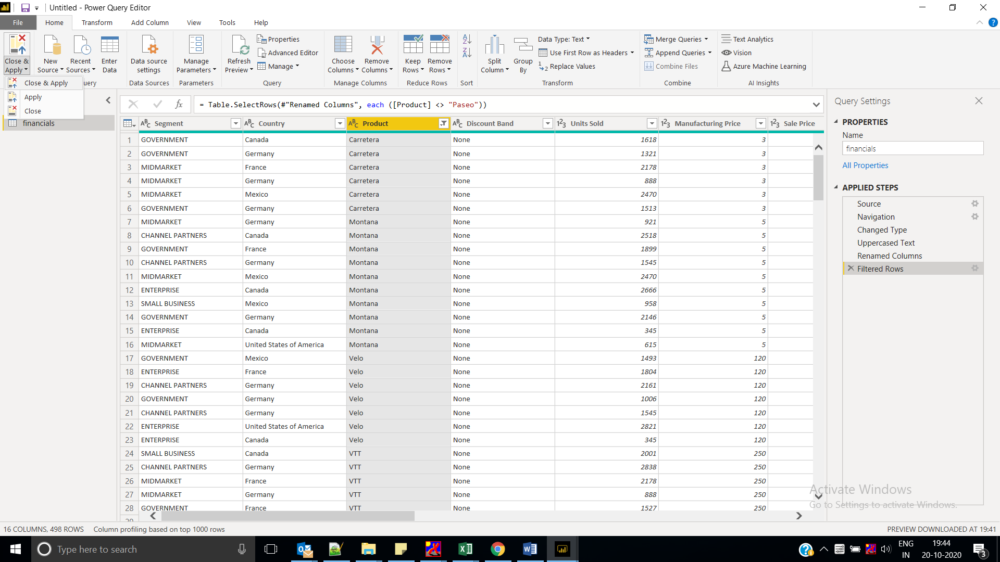 Untitled - Power Query Editor
File Home Transform Add Column View Tools Help
Close & Apply
New Source
Recent Sources
Enter Data
Data source settings
Manage Parameters
Refresh Preview
Properties
Advanced Editor
Manage
Choose Columns
Remove Columns
Keep Rows
Remove Rows
Split Column
Group By
Data Type: Text
Use First Row as Headers
Replace Values
Merge Queries
Append Queries
Combine Files
Text Analytics
Vision
Azure Machine Learning
uery Data Sources Parameters Query Manage Columns Reduce Rows Sort Transform Combine AI Insights
Close & Apply
Apply
Close
financials
fx = Table.SelectRows(#"Renamed Columns", each ([Product] <> "Paseo"))
ABC Segment ABC Country ABC Product ABC Discount Band 123 Units Sold 123 Manufacturing Price 123 Sale Price
1 GOVERNMENT Canada Carretera None 1618 3
2 GOVERNMENT Germany Carretera None 1321 3
3 MIDMARKET France Carretera None 2178 3
4 MIDMARKET Germany Carretera None 888 3
5 MIDMARKET Mexico Carretera None 2470 3
6 GOVERNMENT Germany Carretera None 1513 3
7 MIDMARKET Germany Montana None 921 5
8 CHANNEL PARTNERS Canada Montana None 2518 5
9 GOVERNMENT France Montana None 1899 5
10 CHANNEL PARTNERS Germany Montana None 1545 5
11 MIDMARKET Mexico Montana None 2470 5
12 ENTERPRISE Canada Montana None 2666 5
13 SMALL BUSINESS Mexico Montana None 958 5
14 GOVERNMENT Germany Montana None 2146 5
15 ENTERPRISE Canada Montana None 345 5
16 MIDMARKET United States of America Montana None 615 5
17 GOVERNMENT Mexico Velo None 1493 120
18 ENTERPRISE France Velo None 1804 120
19 CHANNEL PARTNERS Germany Velo None 2161 120
20 GOVERNMENT Germany Velo None 1006 120
21 CHANNEL PARTNERS Germany Velo None 1545 120
22 ENTERPRISE United States of America Velo None 2821 120
23 ENTERPRISE Canada Velo None 345 120
24 SMALL BUSINESS Canada VTT None 2001 250
25 CHANNEL PARTNERS Germany VTT None 2838 250
26 MIDMARKET France VTT None 2178 250
27 MIDMARKET Germany VTT None 888 250
28 GOVERNMENT France VTT None 1527 250
29
Query Settings
PROPERTIES
Name
financials
All Properties
APPLIED STEPS
Source
Navigation
Changed Type
Uppercased Text
Renamed Columns
Filtered Rows
Activate Windows
Go to Settings to activate Windows.
16 COLUMNS, 498 ROWS Column profiling based on top 1000 rows PREVIEW DOWNLOADED AT 19:41
Type here to search
ENG
IN
19:44
20-10-2020
3